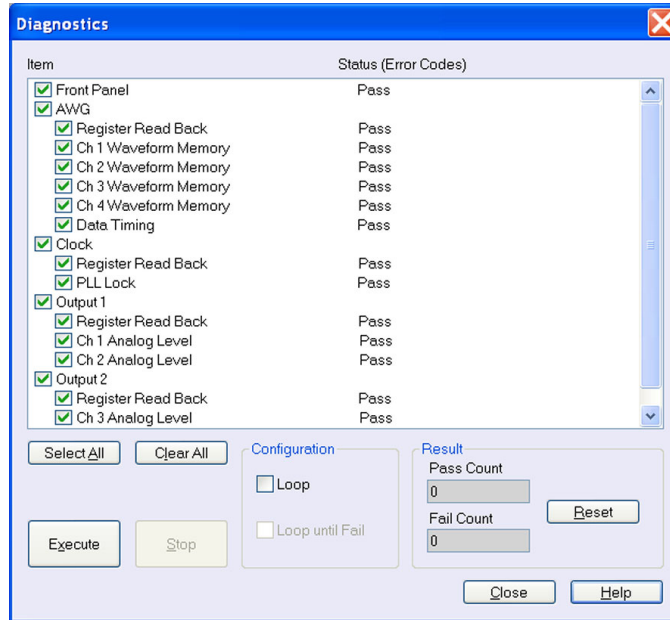 Diagnostics
Item Status (Error Codes)
Front Panel Pass
AWG
Register Read Back Pass
Ch 1 Waveform Memory Pass
Ch 2 Waveform Memory Pass
Ch 3 Waveform Memory Pass
Ch 4 Waveform Memory Pass
Data Timing Pass
Clock
Register Read Back Pass
PLL Lock Pass
Output 1
Register Read Back Pass
Ch 1 Analog Level Pass
Ch 2 Analog Level Pass
Output 2
Register Read Back Pass
Ch 3 Analog Level Pass
Select All Clear All
Configuration
Loop
Loop until Fail
Result
Pass Count
0
Fail Count
0
Reset
Execute Stop
Close Help